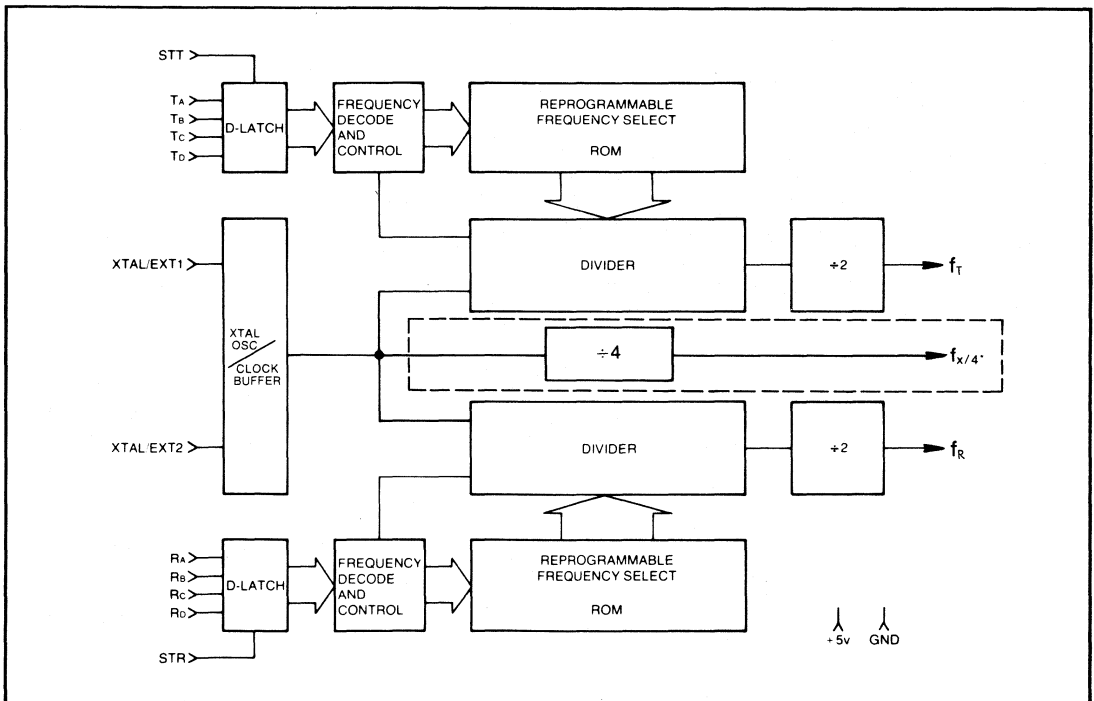 STT
TA
TB
TC
TD
D-LATCH
FREQUENCY
DECODE
AND
CONTROL
REPROGRAMMABLE
FREQUENCY SELECT
ROM
XTAL/EXT1
XTAL
OSC
CLOCK
BUFFER
DIVIDER
÷2
fT
÷4
fx/4*
XTAL/EXT2
DIVIDER
÷2
fR
RA
RB
RC
RD
D-LATCH
FREQUENCY
DECODE
AND
CONTROL
REPROGRAMMABLE
FREQUENCY SELECT
ROM
STR
+5v GND